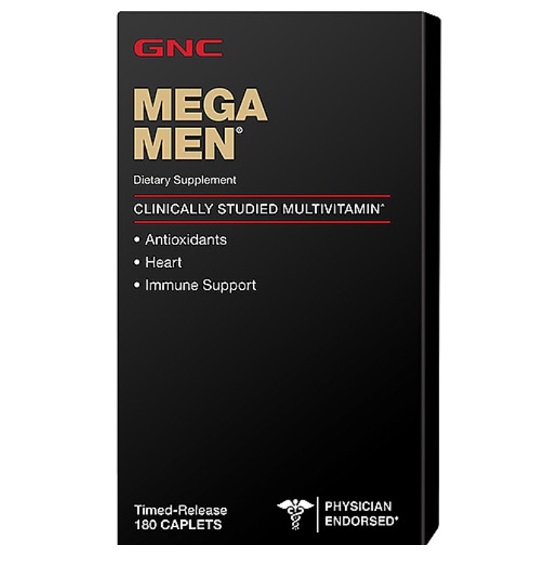 GNC
MEGA
MEN®
Dietary Supplement
CLINICALLY STUDIED MULTIVITAMIN^
• Antioxidants
• Heart
• Immune Support
Timed-Release
180 CAPLETS
PHYSICIAN
ENDORSED+